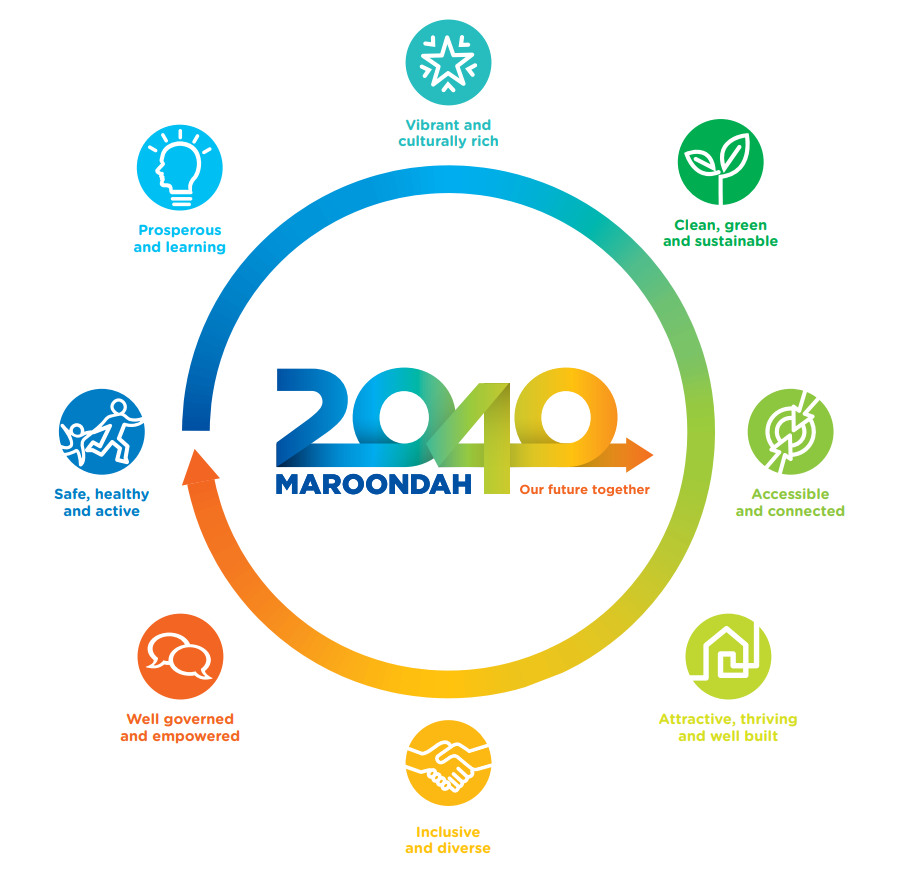 Vibrant and
culturally rich
Prosperous
and learning
Clean, green
and sustainable
2040
MAROONDAH
Our future together
Safe, healthy
and active
Accessible
and connected
Well governed
and empowered
Attractive, thriving
and well built
Inclusive
and diverse